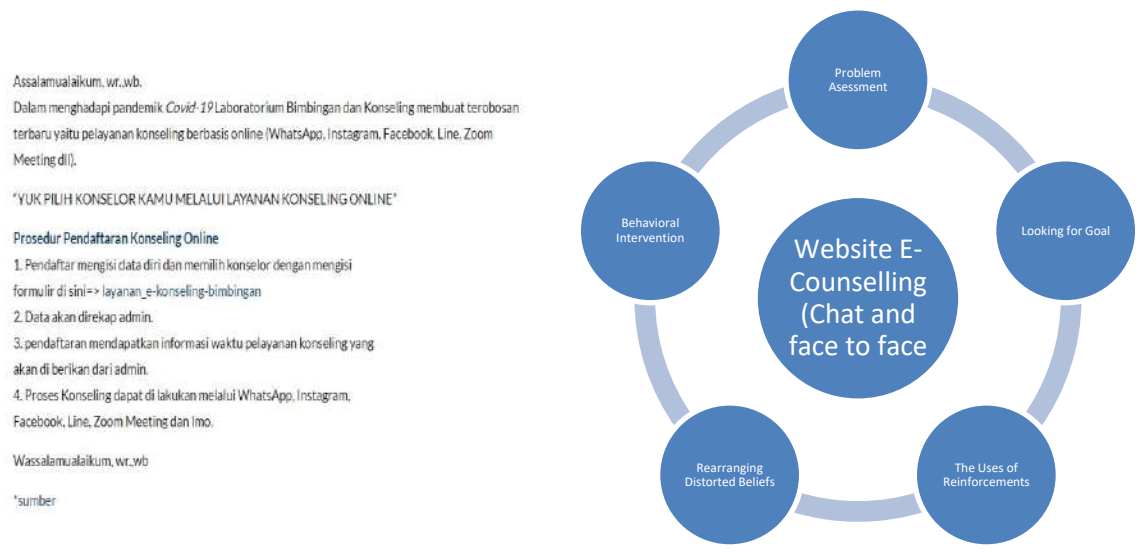 Assalamualaikum, wr.,wb.
Dalam menghadapi pandemik Covid-19 Laboratorium Bimbingan dan Konseling membuat terobosan
terbaru yaitu pelayanan konseling berbasis online (WhatsApp, Instagram, Facebook, Line, Zoom
Meeting dll).
"YUK PILIH KONSELOR KAMU MELALUI LAYANAN KONSELING ONLINE"
Prosedur Pendaftaran Konseling Online
1. Pendaftar mengisi data diri dan memilih konselor dengan mengisi
formulir di sini=> layanan_e-konseling-bimbingan
2. Data akan direkap admin.
3. pendaftaran mendapatkan informasi waktu pelayanan konseling yang
akan di berikan dari admin.
4. Proses Konseling dapat di lakukan melalui WhatsApp, Instagram,
Facebook, Line, Zoom Meeting dan Imo.
Wassalamualaikum, wr.,wb
*sumber
Problem
Asessment
Looking for Goal
The Uses of
Reinforcements
Rearranging
Distorted Beliefs
Behavioral
Intervention
Website E-
Counselling
(Chat and
face to face